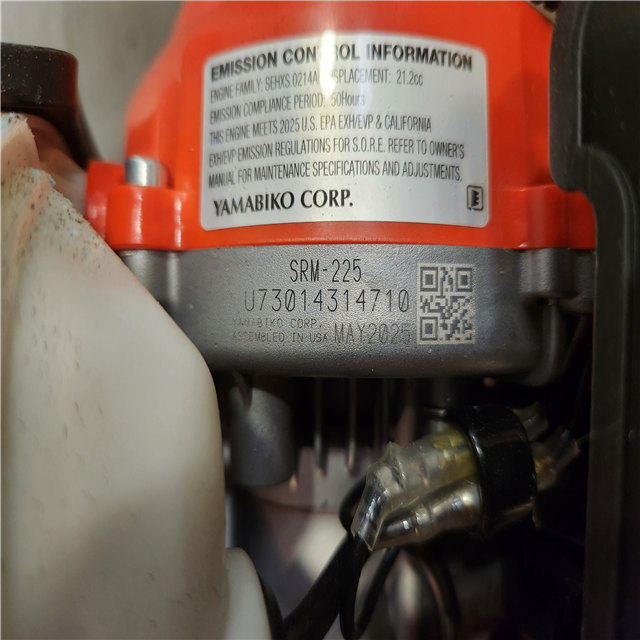 EMISSION CONTROL INFORMATION
ENGINE FAMILY: SEHXS.0214A DISPLACEMENT: 21.2cc
EMISSION COMPLIANCE PERIOD: 50Hours
THIS ENGINE MEETS 2025 U.S. EPA EXH/EVP & CALIFORNIA
EXH/EVP EMISSION REGULATIONS FOR S.O.R.E. REFER TO OWNER'S
MANUAL FOR MAINTENANCE SPECIFICATIONS AND ADJUSTMENTS.
YAMABIKO CORP.
SRM-225
U73014314710
YAMABIKO CORP.
ASSEMBLED IN USA MAY2025